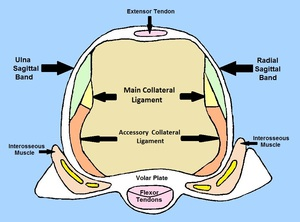 Extensor Tendon
Ulna
Sagittal
Band
Radial
Sagittal
Band
Main Collateral
Ligament
Accessory Collateral
Ligament
Interosseous
Muscle
Interosseous
Muscle
Volar Plate
Flexor
Tendons